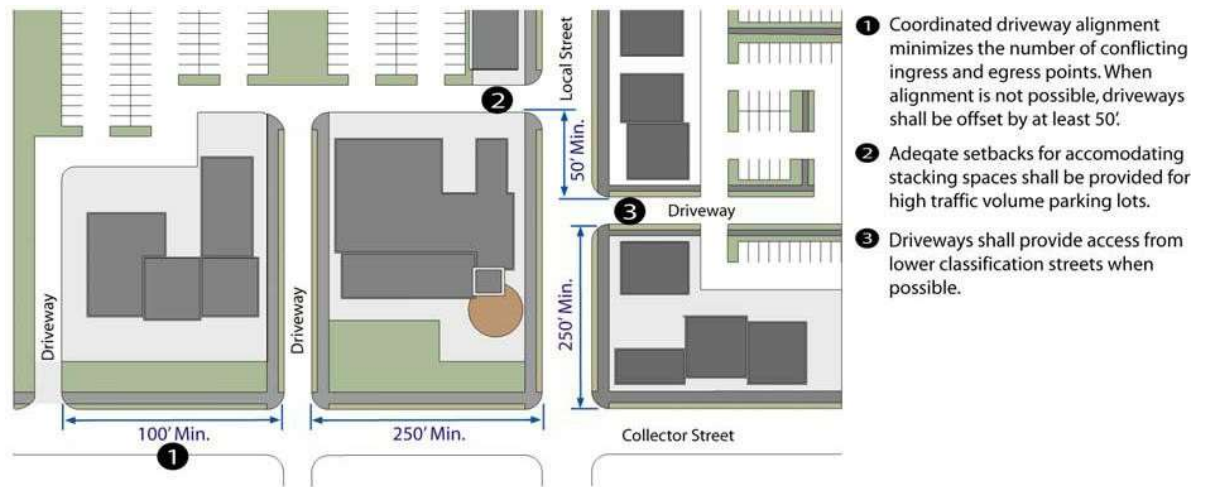 Local Street
2
50' Min.
3
Driveway
Driveway
Driveway
250' Min.
100' Min.
250' Min.
Collector Street
1
1 Coordinated driveway alignment
minimizes the number of conflicting
ingress and egress points. When
alignment is not possible, driveways
shall be offset by at least 50'.
2 Adeqate setbacks for accomodating
stacking spaces shall be provided for
high traffic volume parking lots.
3 Driveways shall provide access from
lower classification streets when
possible.